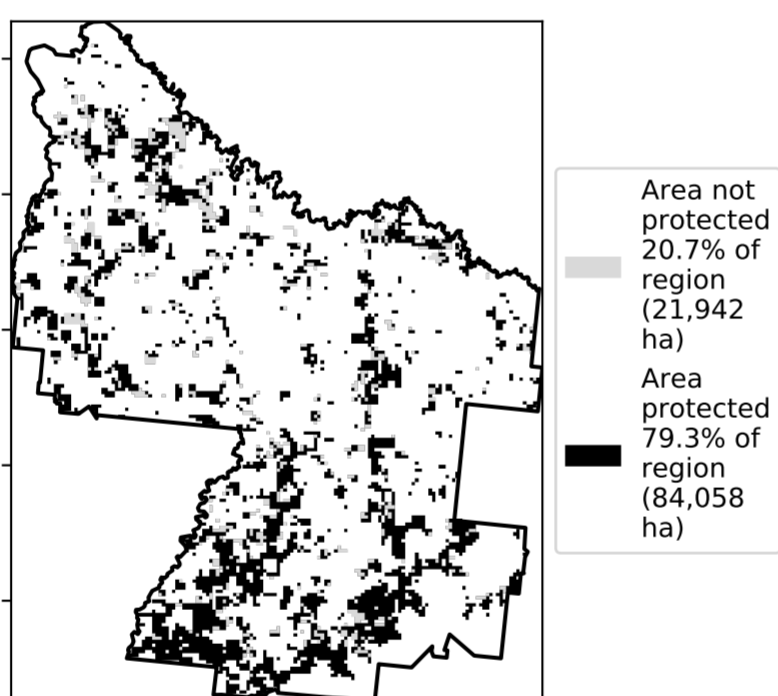 Area not
protected
20.7% of
region
(21,942
ha)
Area
protected
79.3% of
region
(84,058
ha)